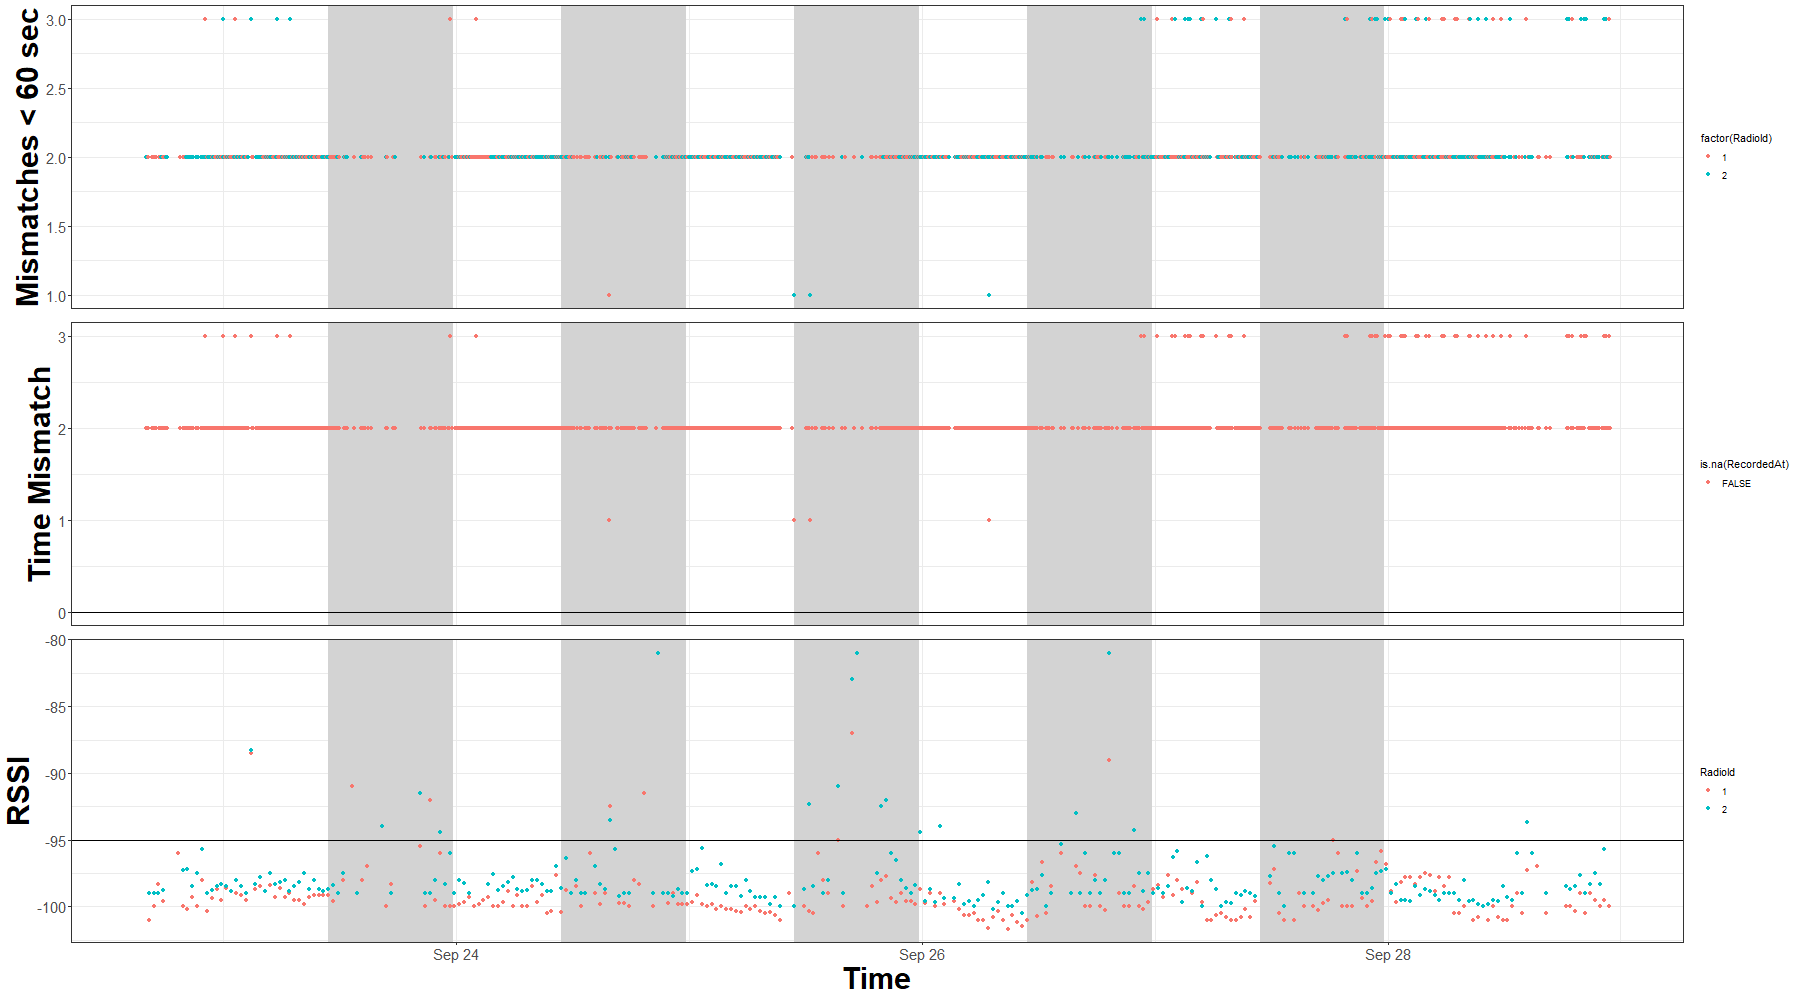 Mismatches < 60 sec
3.0
2.5
2.0
1.5
1.0
factor(RadioId)
1
2
Time Mismatch
3
2
1
0
is.na(RecordedAt)
FALSE
RSSI
-80
-85
-90
-95
-100
RadioId
1
2
Sep 24
Sep 26
Sep 28
Time